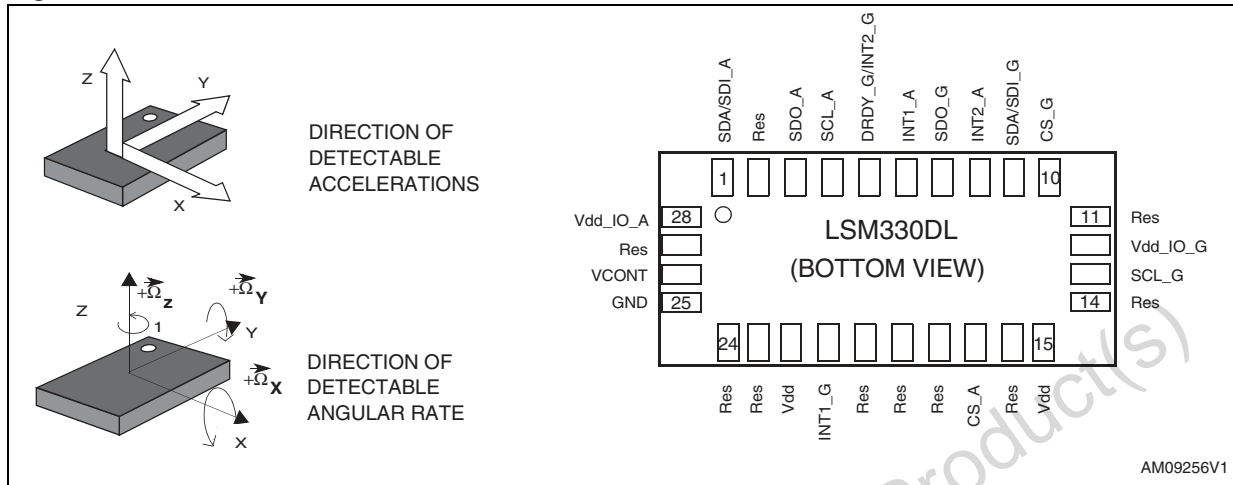 Z
Y
X
DIRECTION OF
DETECTABLE
ACCELERATIONS
Z
+Ω Z
1
+Ω Y
Y
+Ω X
X
DIRECTION OF
DETECTABLE
ANGULAR RATE
SDA/SDI_A
Res
SDO_A
SCL_A
DRDY_G/INT2_G
INT1_A
SDO_G
INT2_A
SDA/SDI_G
CS_G
1
10
Vdd_IO_A 28
Res
VCONT
GND 25
LSM330DL
(BOTTOM VIEW)
11 Res
Vdd_IO_G
SCL_G
14 Res
24
15
Res
Res
Vdd
INT1_G
Res
Res
Res
CS_A
Res
Vdd
AM09256V1